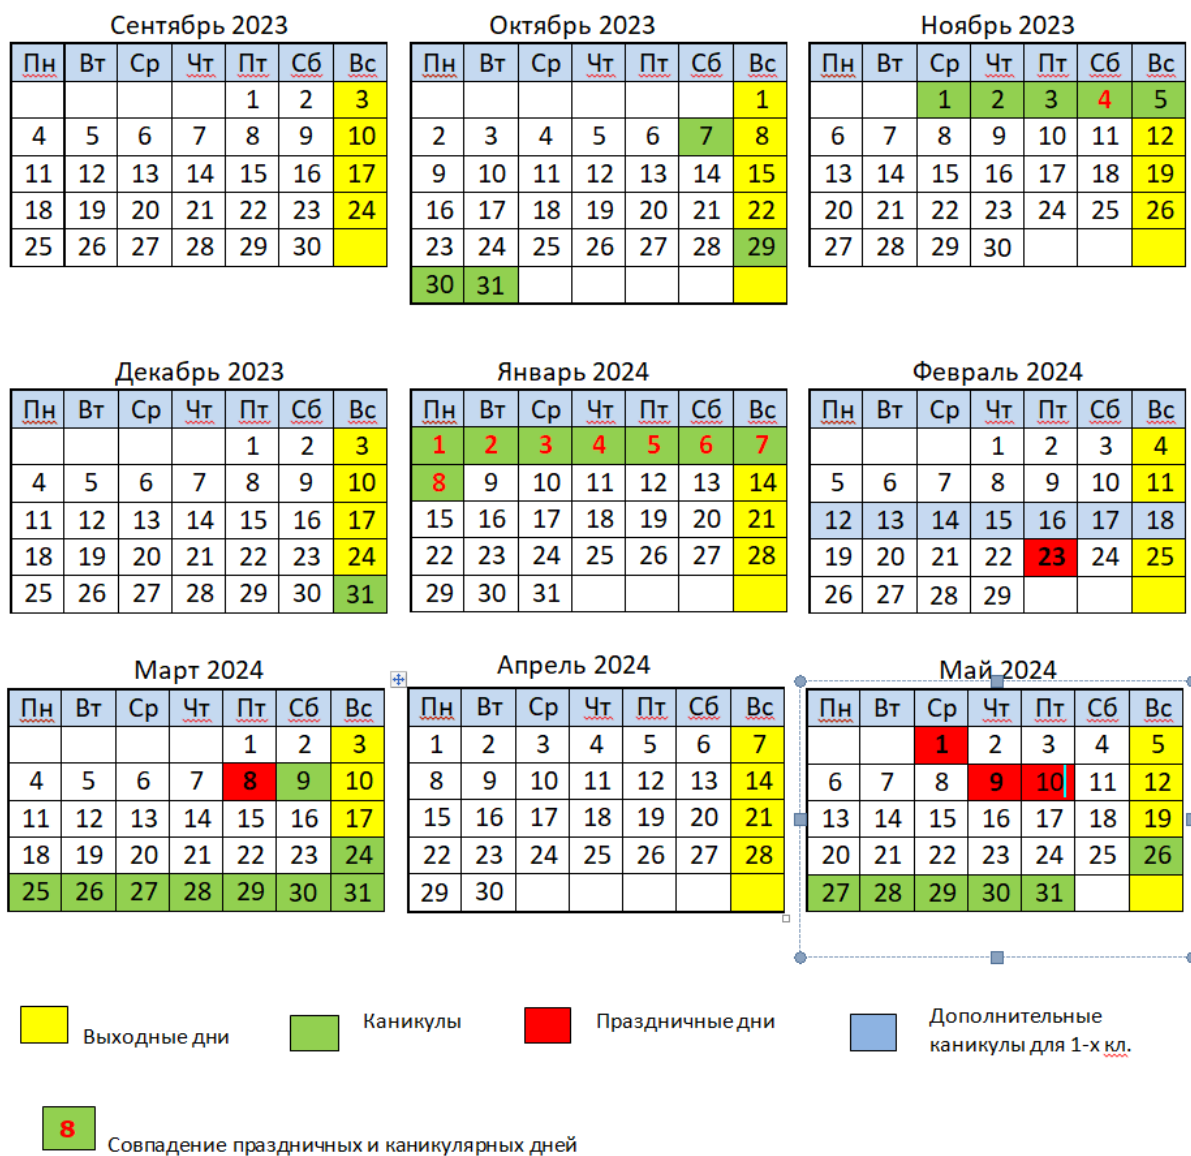 Сентябрь 2023
Пн Вт Ср Чт Пт Сб Вс
1 2 3
4 5 6 7 8 9 10
11 12 13 14 15 16 17
18 19 20 21 22 23 24
25 26 27 28 29 30
Октябрь 2023
Пн Вт Ср Чт Пт Сб Вс
1
2 3 4 5 6 7 8
9 10 11 12 13 14 15
16 17 18 19 20 21 22
23 24 25 26 27 28 29
30 31
Ноябрь 2023
Пн Вт Ср Чт Пт Сб Вс
1 2 3 4 5
6 7 8 9 10 11 12
13 14 15 16 17 18 19
20 21 22 23 24 25 26
27 28 29 30
Декабрь 2023
Пн Вт Ср Чт Пт Сб Вс
1 2 3
4 5 6 7 8 9 10
11 12 13 14 15 16 17
18 19 20 21 22 23 24
25 26 27 28 29 30 31
Январь 2024
Пн Вт Ср Чт Пт Сб Вс
1 2 3 4 5 6 7
8 9 10 11 12 13 14
15 16 17 18 19 20 21
22 23 24 25 26 27 28
29 30 31
Февраль 2024
Пн Вт Ср Чт Пт Сб Вс
1 2 3 4
5 6 7 8 9 10 11
12 13 14 15 16 17 18
19 20 21 22 23 24 25
26 27 28 29
Март 2024
Пн Вт Ср Чт Пт Сб Вс
1 2 3
4 5 6 7 8 9 10
11 12 13 14 15 16 17
18 19 20 21 22 23 24
25 26 27 28 29 30 31
Апрель 2024
Пн Вт Ср Чт Пт Сб Вс
1 2 3 4 5 6 7
8 9 10 11 12 13 14
15 16 17 18 19 20 21
22 23 24 25 26 27 28
29 30
Май 2024
Пн Вт Ср Чт Пт Сб Вс
1 2 3 4 5
6 7 8 9 10 11 12
13 14 15 16 17 18 19
20 21 22 23 24 25 26
27 28 29 30 31
Выходные дни
Каникулы
Праздничные дни
Дополнительные
каникулы для 1-х кл.
8
Совпадение праздничных и каникулярных дней